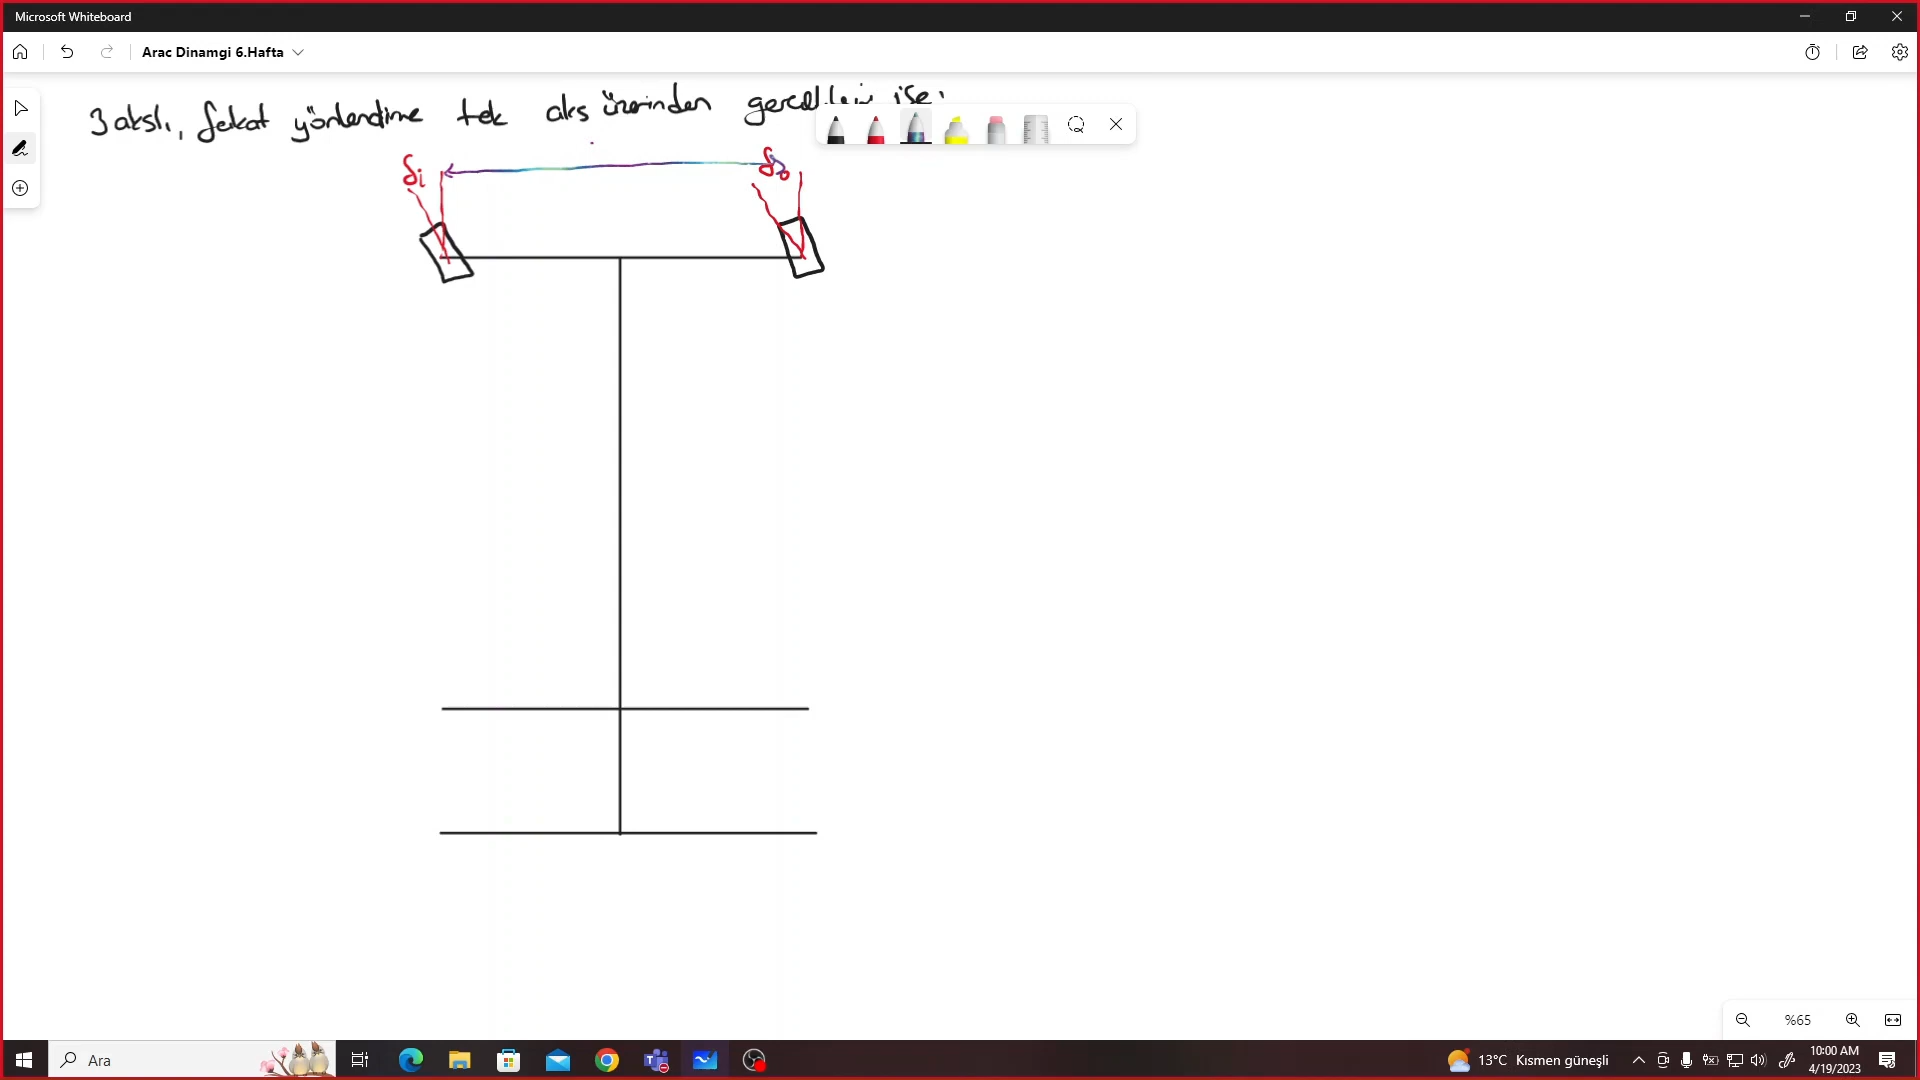 Microsoft Whiteboard
Arac Dinamgi 6.Hafta
3 akslı, fakat yönlendirme tek aks üzerinden ise;
δi
δo
%65
Ara
13°C Kısmen güneşli
10:00 AM
4/19/2023